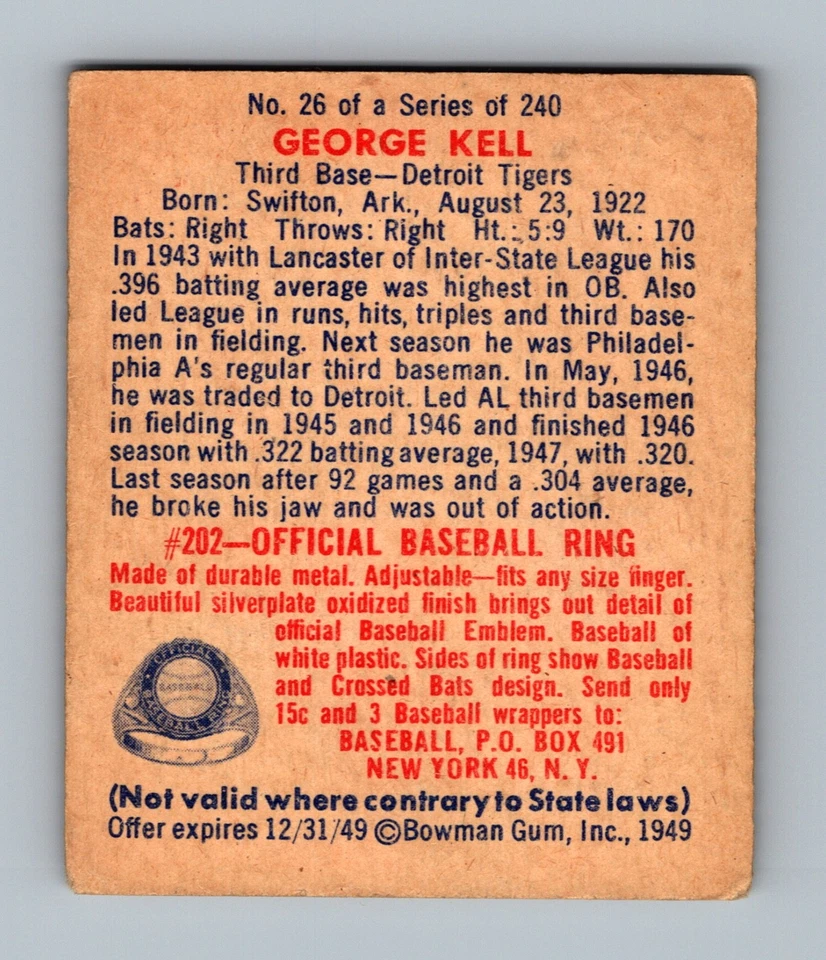 No. 26 of a Series of 240
GEORGE KELL
Third Base—Detroit Tigers
Born: Swifton, Ark., August 23, 1922
Bats: Right Throws: Right Ht.: 5:9 Wt.: 170
In 1943 with Lancaster of Inter-State League his
.396 batting average was highest in OB. Also
led League in runs, hits, triples and third base-
men in fielding. Next season he was Philadel-
phia A's regular third baseman. In May, 1946,
he was traded to Detroit. Led AL third basemen
in fielding in 1945 and 1946 and finished 1946
season with .322 batting average, 1947, with .320.
Last season after 92 games and a .304 average,
he broke his jaw and was out of action.
#202—OFFICIAL BASEBALL RING
Made of durable metal. Adjustable—fits any size finger.
Beautiful silverplate oxidized finish brings out detail of
official Baseball Emblem. Baseball of
white plastic. Sides of ring show Baseball
and Crossed Bats design. Send only
15c and 3 Baseball wrappers to:
BASEBALL, P.O. BOX 491
NEW YORK 46, N. Y.
OFFICIAL
BASEBALL
BASEBALL RING
(Not valid where contrary to State laws)
Offer expires 12/31/49 ©Bowman Gum, Inc., 1949